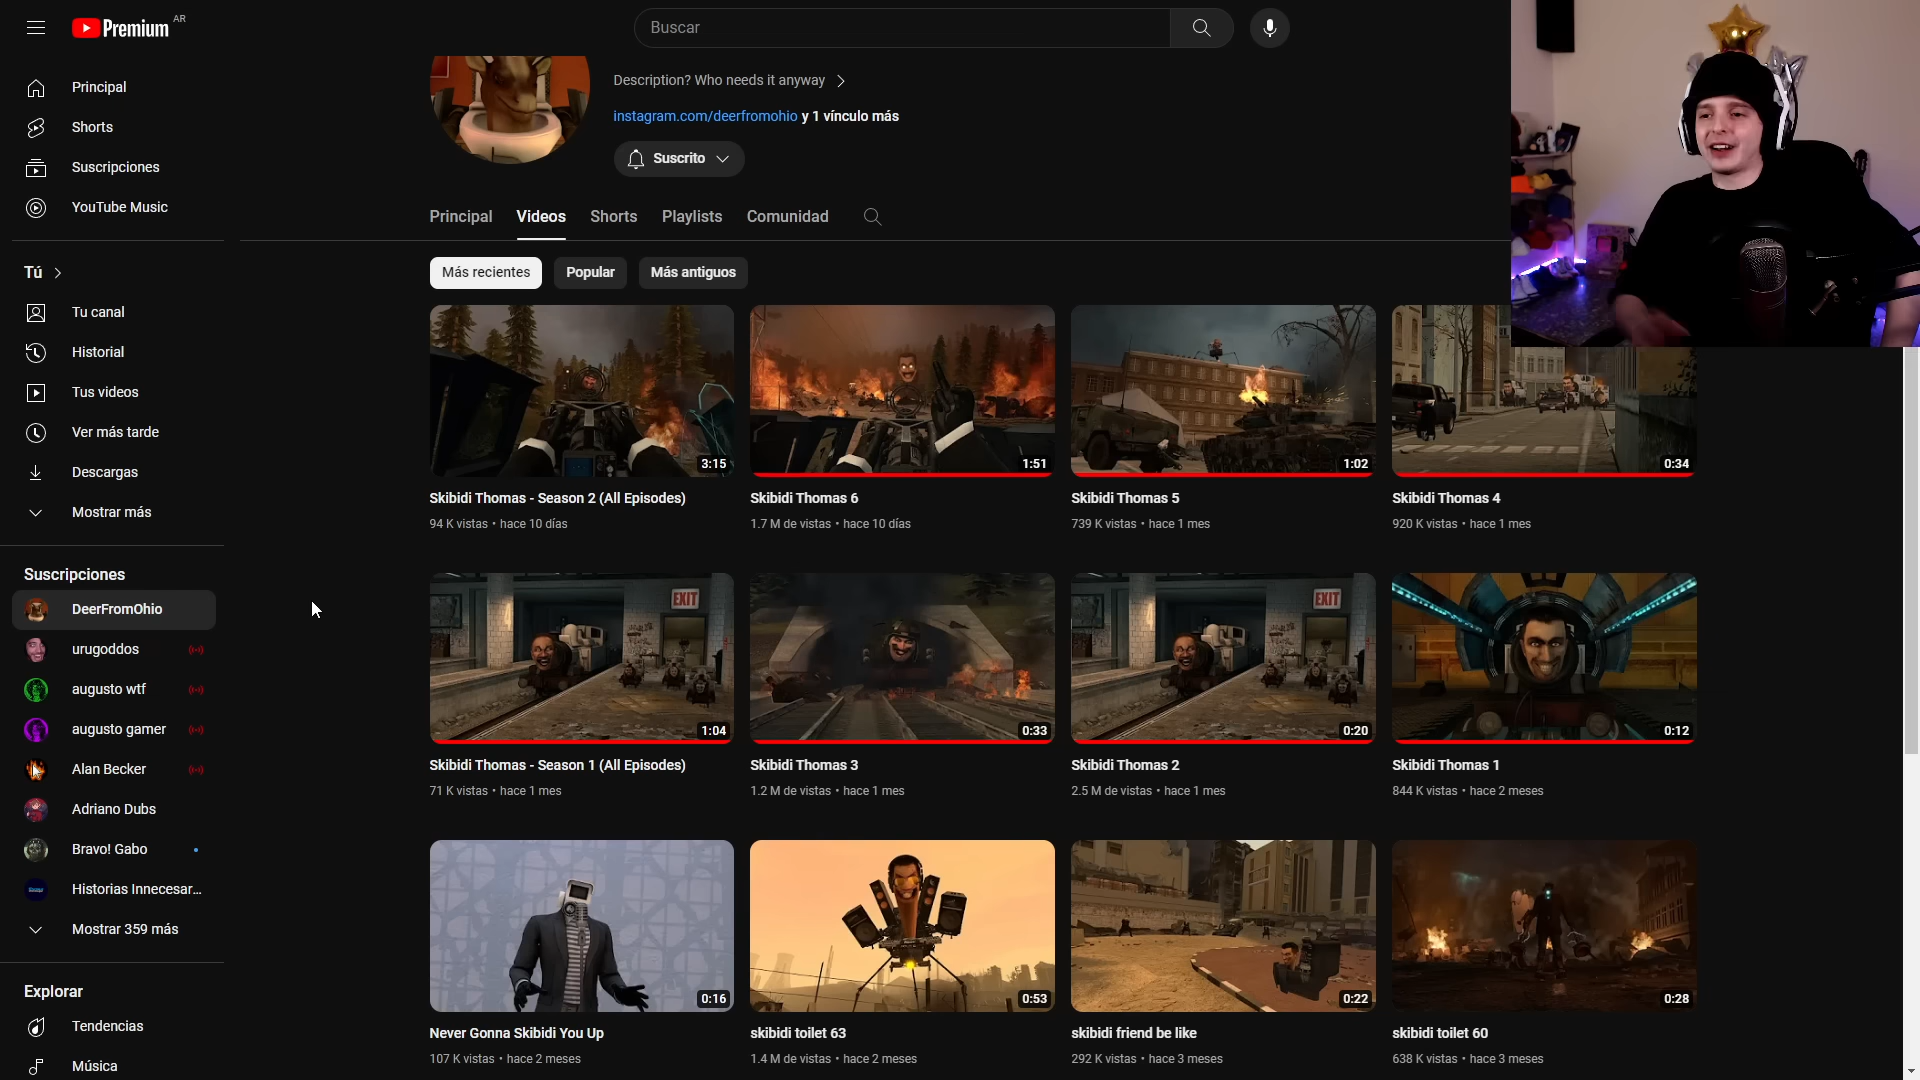 Premium AR
Buscar
Principal
Shorts
Suscripciones
YouTube Music
Tú
Tu canal
Historial
Tus videos
Ver más tarde
Descargas
Mostrar más
Suscripciones
DeerFromOhio
urugoddos
augusto wtf
augusto gamer
Alan Becker
Adriano Dubs
Bravo! Gabo
Historias Innecesar...
Mostrar 359 más
Explorar
Tendencias
Música
Description? Who needs it anyway
instagram.com/deerfromohio y 1 vínculo más
Suscrito
Principal Videos Shorts Playlists Comunidad
Más recientes Popular Más antiguos
3:15 1:51 1:02 0:34
Skibidi Thomas - Season 2 (All Episodes) Skibidi Thomas 6 Skibidi Thomas 5 Skibidi Thomas 4
94 K vistas • hace 10 días 1.7 M de vistas • hace 10 días 739 K vistas • hace 1 mes 920 K vistas • hace 1 mes
EXIT EXIT
1:04 0:33 0:20 0:12
Skibidi Thomas - Season 1 (All Episodes) Skibidi Thomas 3 Skibidi Thomas 2 Skibidi Thomas 1
71 K vistas • hace 1 mes 1.2 M de vistas • hace 1 mes 2.5 M de vistas • hace 1 mes 844 K vistas • hace 2 meses
0:16 0:53 0:22 0:28
Never Gonna Skibidi You Up skibidi toilet 63 skibidi friend be like skibidi toilet 60
107 K vistas • hace 2 meses 1.4 M de vistas • hace 2 meses 292 K vistas • hace 3 meses 638 K vistas • hace 3 meses